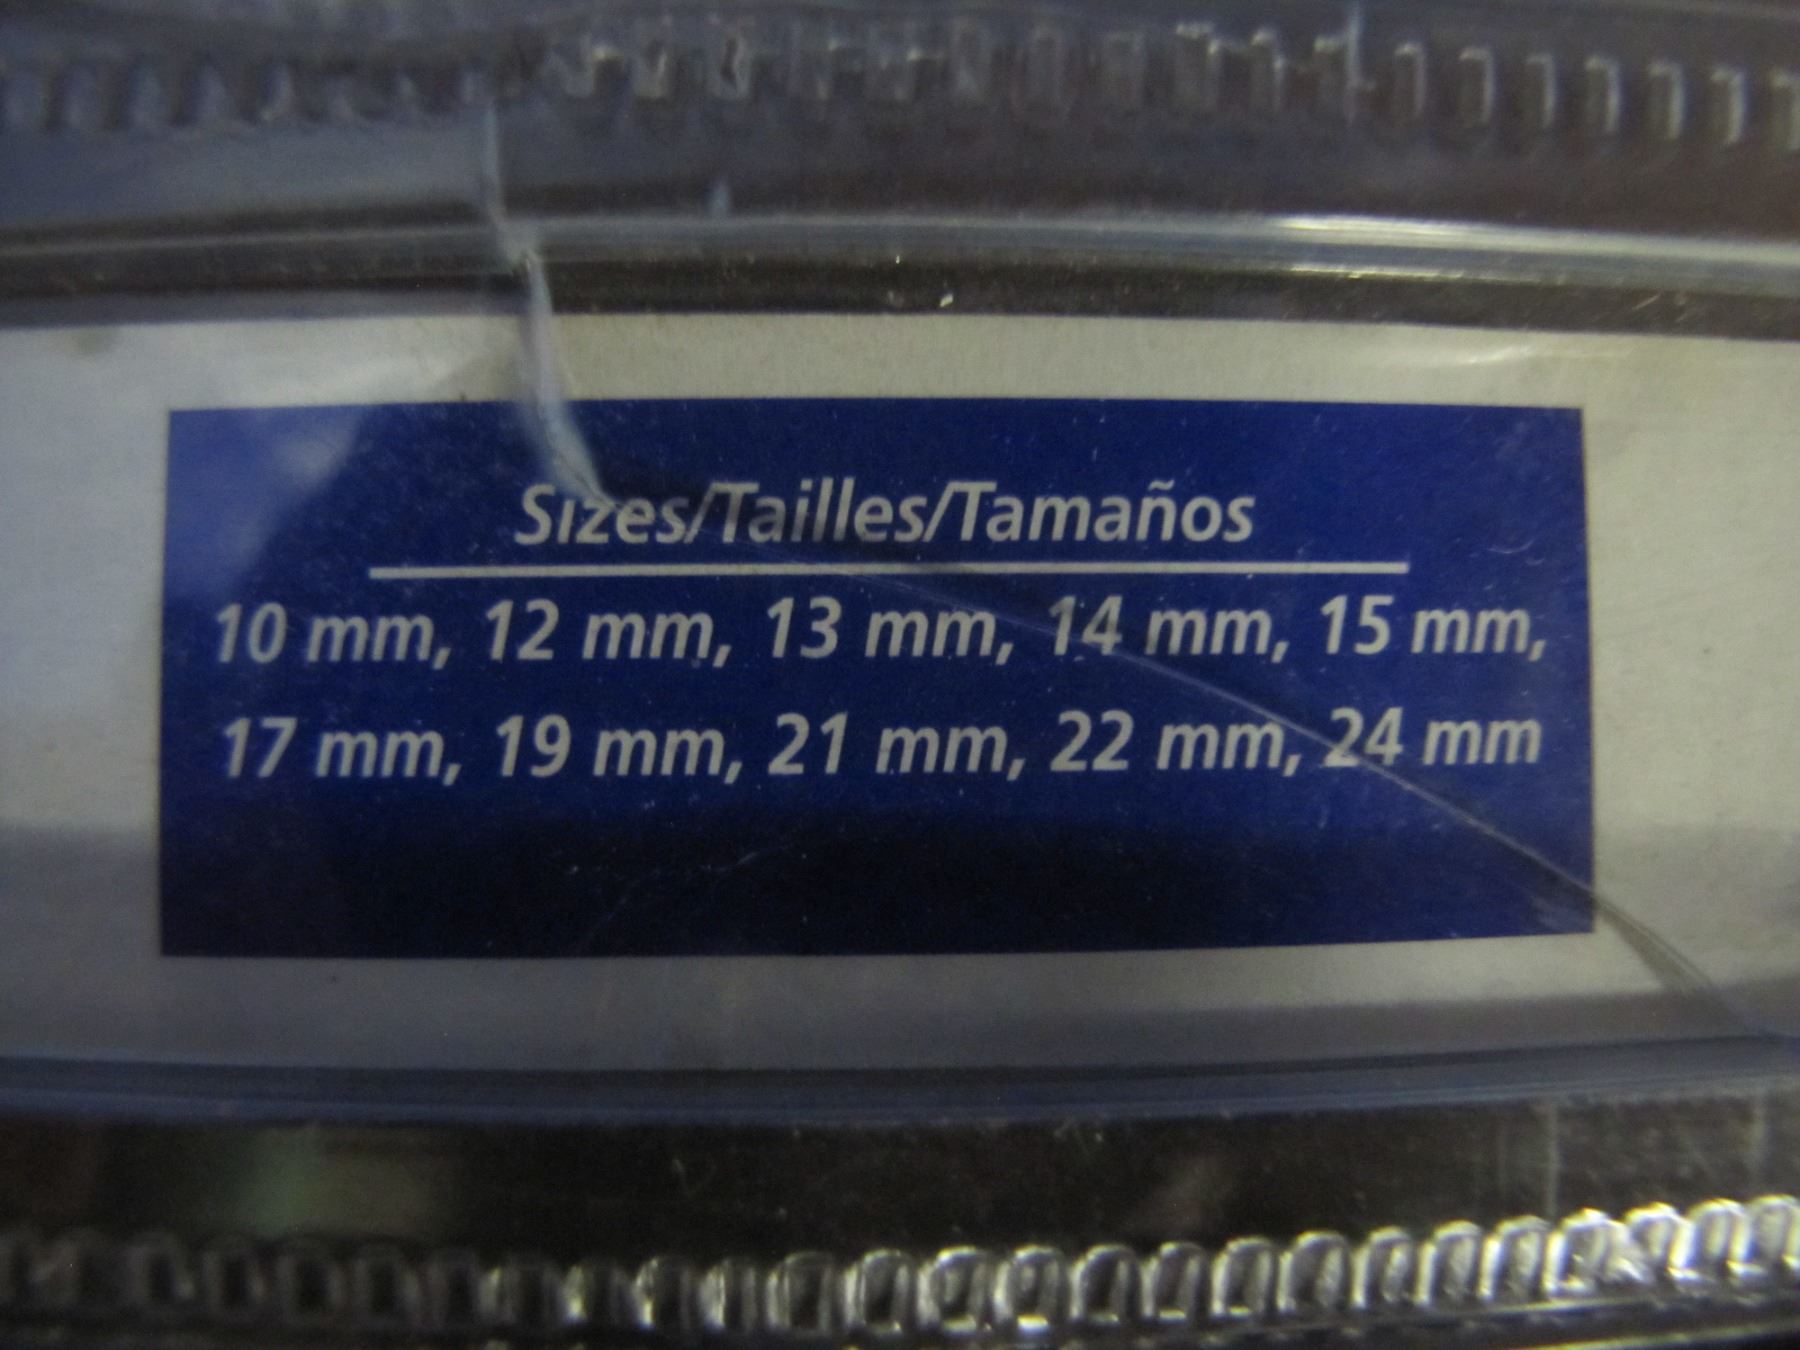 Sizes/Tailles/Tamaños
10 mm, 12 mm, 13 mm, 14 mm, 15 mm,
17 mm, 19 mm, 21 mm, 22 mm, 24 mm